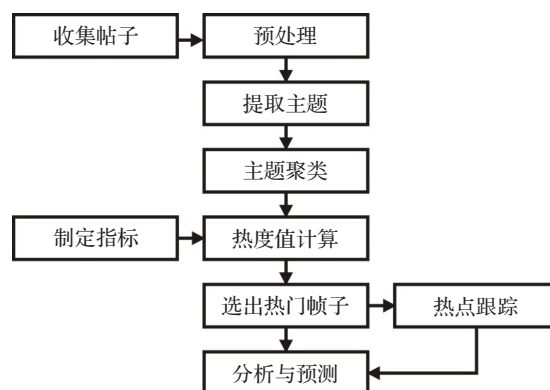 收集帖子
预处理
提取主题
主题聚类
制定指标
热度值计算
选出热门帧子
热点跟踪
分析与预测